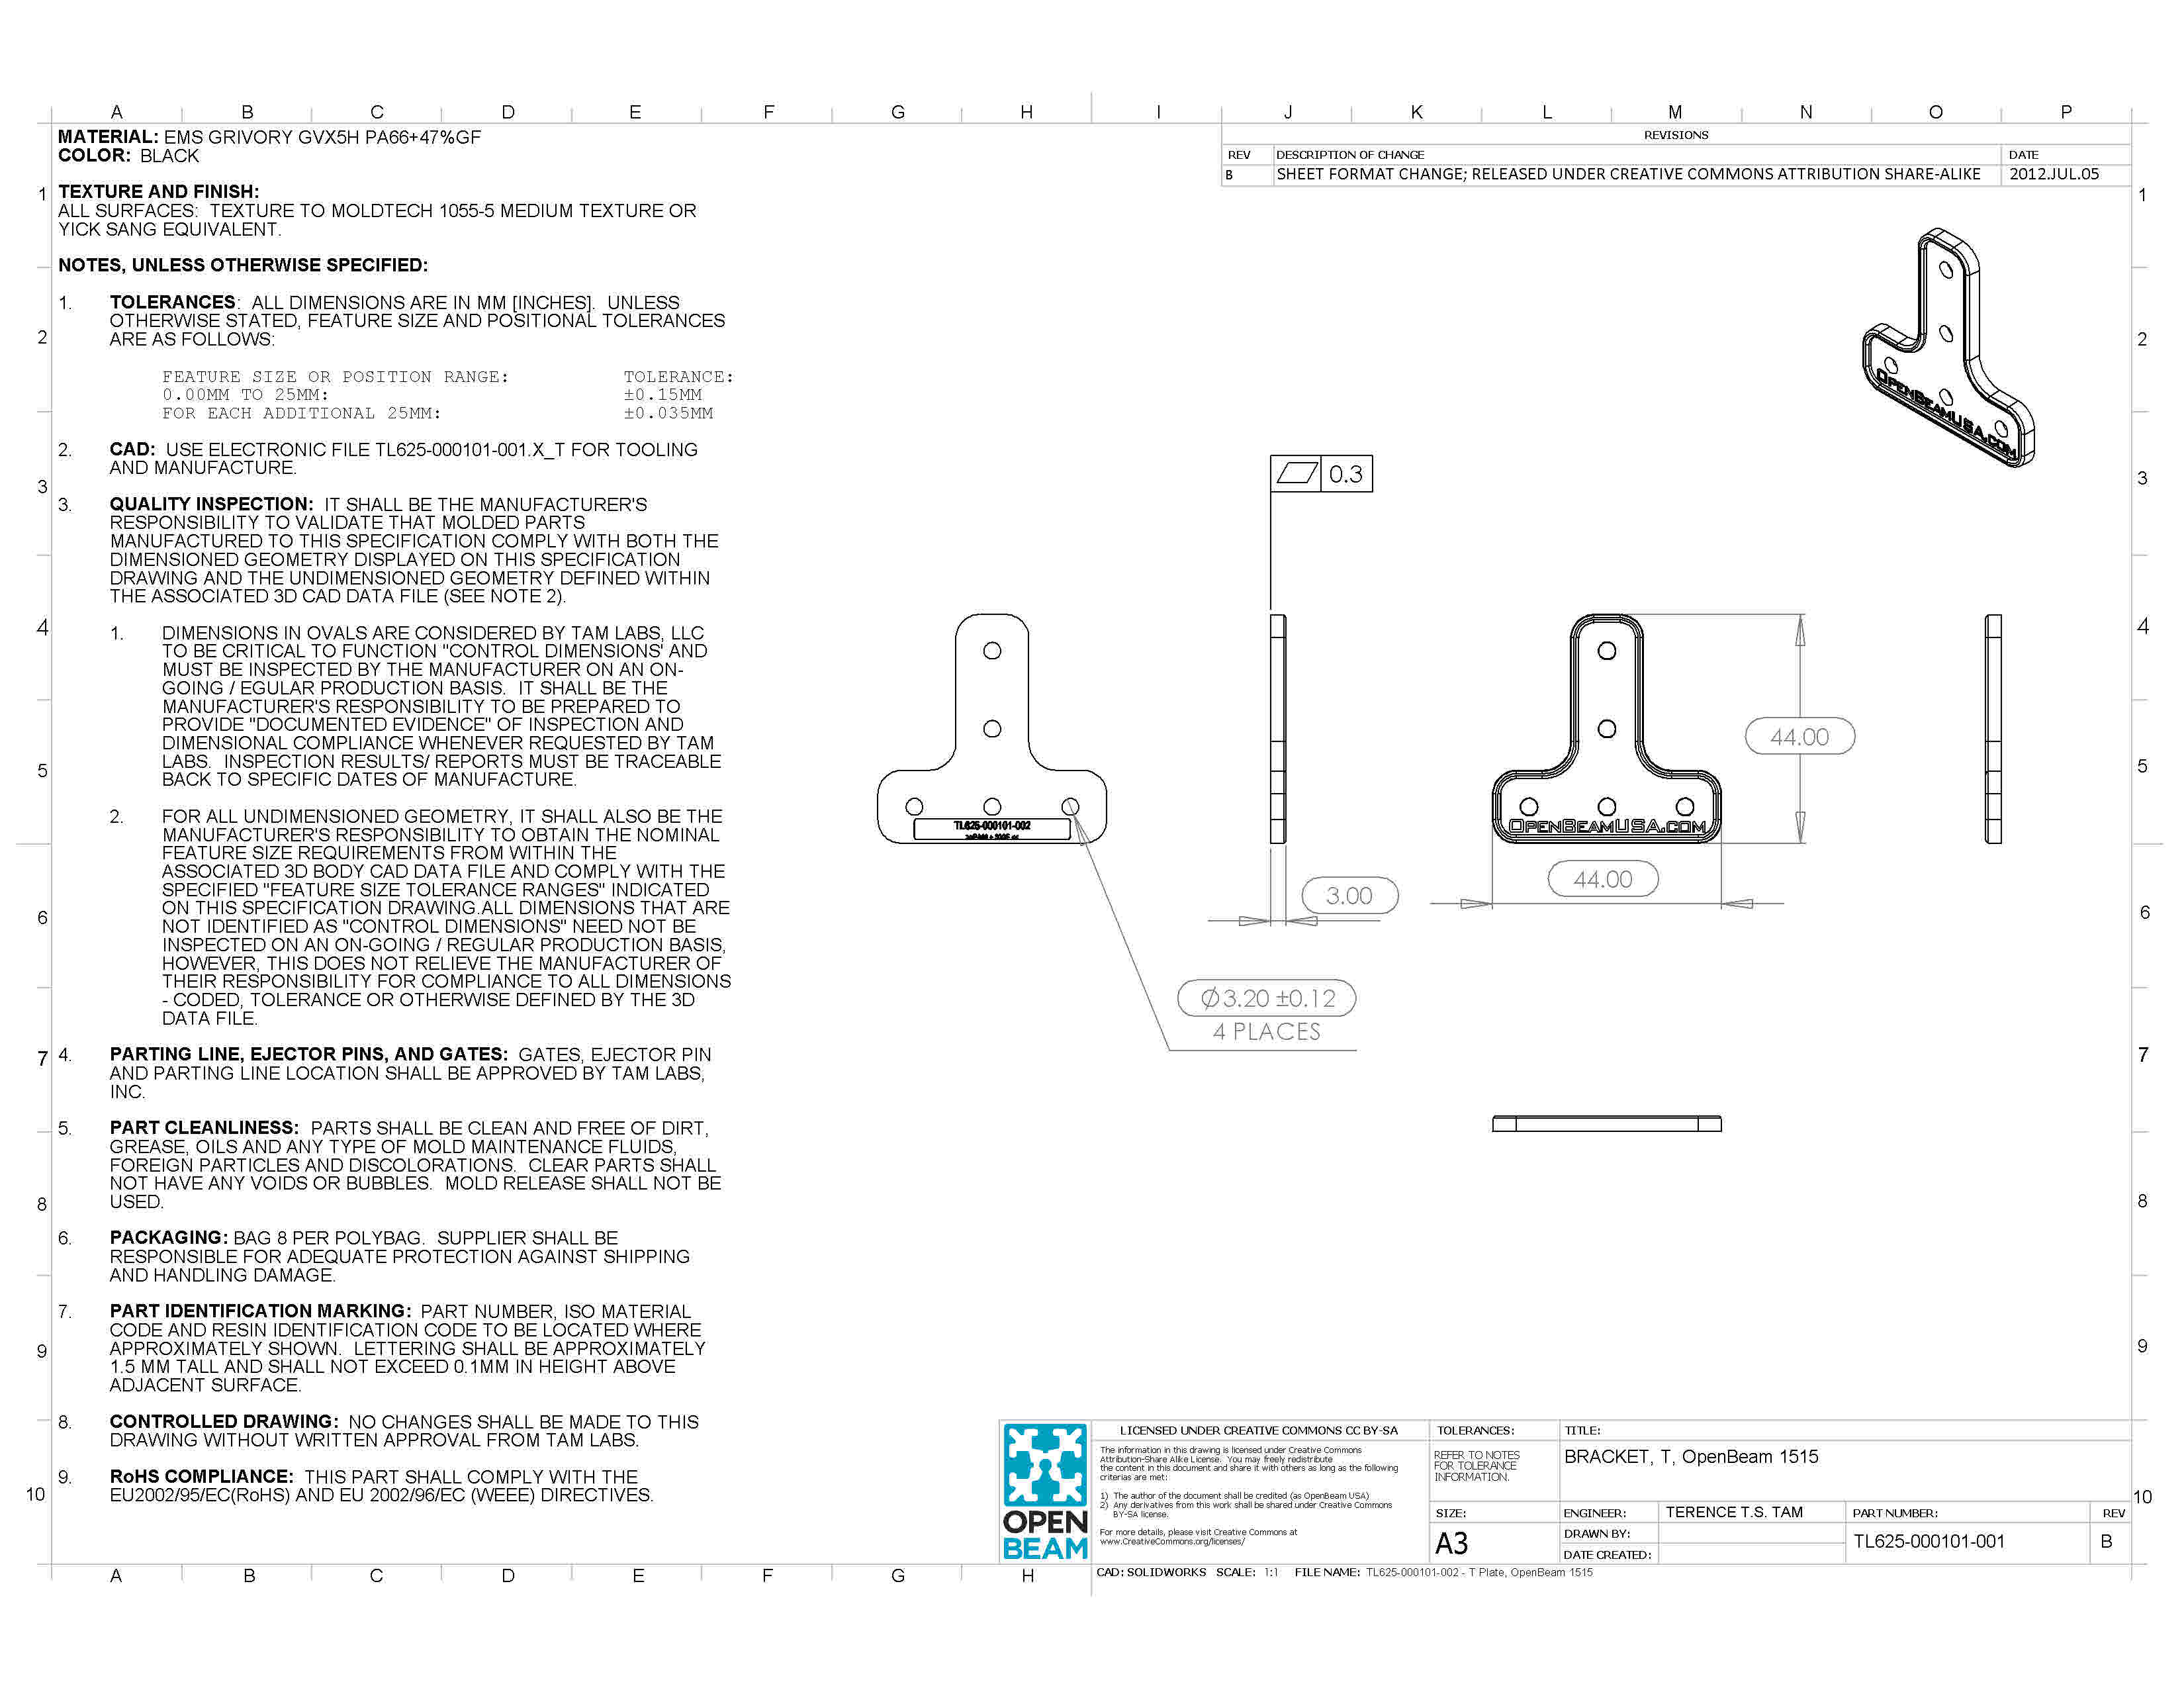 A B C D E F G H I J K L M N O P
MATERIAL: EMS GRIVORY GVX5H PA66+47%GF
COLOR: BLACK
TEXTURE AND FINISH:
ALL SURFACES: TEXTURE TO MOLDTECH 1055-5 MEDIUM TEXTURE OR
YICK SANG EQUIVALENT.
NOTES, UNLESS OTHERWISE SPECIFIED:
1. TOLERANCES: ALL DIMENSIONS ARE IN MM [INCHES]. UNLESS
OTHERWISE STATED, FEATURE SIZE AND POSITIONAL TOLERANCES
ARE AS FOLLOWS:
FEATURE SIZE OR POSITION RANGE: TOLERANCE:
0.00MM TO 25MM: ±0.15MM
FOR EACH ADDITIONAL 25MM: ±0.035MM
2. CAD: USE ELECTRONIC FILE TL625-000101-001.X_T FOR TOOLING
AND MANUFACTURE.
3. QUALITY INSPECTION: IT SHALL BE THE MANUFACTURER'S
RESPONSIBILITY TO VALIDATE THAT MOLDED PARTS
MANUFACTURED TO THIS SPECIFICATION COMPLY WITH BOTH THE
DIMENSIONED GEOMETRY DISPLAYED ON THIS SPECIFICATION
DRAWING AND THE UNDIMENSIONED GEOMETRY DEFINED WITHIN
THE ASSOCIATED 3D CAD DATA FILE (SEE NOTE 2).
1. DIMENSIONS IN OVALS ARE CONSIDERED BY TAM LABS, LLC
TO BE CRITICAL TO FUNCTION "CONTROL DIMENSIONS' AND
MUST BE INSPECTED BY THE MANUFACTURER ON AN ON-
GOING / EGULAR PRODUCTION BASIS. IT SHALL BE THE
MANUFACTURER'S RESPONSIBILITY TO BE PREPARED TO
PROVIDE "DOCUMENTED EVIDENCE" OF INSPECTION AND
DIMENSIONAL COMPLIANCE WHENEVER REQUESTED BY TAM
LABS. INSPECTION RESULTS/ REPORTS MUST BE TRACEABLE
BACK TO SPECIFIC DATES OF MANUFACTURE.
2. FOR ALL UNDIMENSIONED GEOMETRY, IT SHALL ALSO BE THE
MANUFACTURER'S RESPONSIBILITY TO OBTAIN THE NOMINAL
FEATURE SIZE REQUIREMENTS FROM WITHIN THE
ASSOCIATED 3D BODY CAD DATA FILE AND COMPLY WITH THE
SPECIFIED "FEATURE SIZE TOLERANCE RANGES" INDICATED
ON THIS SPECIFICATION DRAWING.ALL DIMENSIONS THAT ARE
NOT IDENTIFIED AS "CONTROL DIMENSIONS" NEED NOT BE
INSPECTED ON AN ON-GOING / REGULAR PRODUCTION BASIS,
HOWEVER, THIS DOES NOT RELIEVE THE MANUFACTURER OF
THEIR RESPONSIBILITY FOR COMPLIANCE TO ALL DIMENSIONS
- CODED, TOLERANCE OR OTHERWISE DEFINED BY THE 3D
DATA FILE.
4. PARTING LINE, EJECTOR PINS, AND GATES: GATES, EJECTOR PIN
AND PARTING LINE LOCATION SHALL BE APPROVED BY TAM LABS,
INC.
5. PART CLEANLINESS: PARTS SHALL BE CLEAN AND FREE OF DIRT,
GREASE, OILS AND ANY TYPE OF MOLD MAINTENANCE FLUIDS,
FOREIGN PARTICLES AND DISCOLORATIONS. CLEAR PARTS SHALL
NOT HAVE ANY VOIDS OR BUBBLES. MOLD RELEASE SHALL NOT BE
USED.
6. PACKAGING: BAG 8 PER POLYBAG. SUPPLIER SHALL BE
RESPONSIBLE FOR ADEQUATE PROTECTION AGAINST SHIPPING
AND HANDLING DAMAGE.
7. PART IDENTIFICATION MARKING: PART NUMBER, ISO MATERIAL
CODE AND RESIN IDENTIFICATION CODE TO BE LOCATED WHERE
APPROXIMATELY SHOWN. LETTERING SHALL BE APPROXIMATELY
1.5 MM TALL AND SHALL NOT EXCEED 0.1MM IN HEIGHT ABOVE
ADJACENT SURFACE.
8. CONTROLLED DRAWING: NO CHANGES SHALL BE MADE TO THIS
DRAWING WITHOUT WRITTEN APPROVAL FROM TAM LABS.
9. RoHS COMPLIANCE: THIS PART SHALL COMPLY WITH THE
EU2002/95/EC(RoHS) AND EU 2002/96/EC (WEEE) DIRECTIVES.
1
2
3
4
5
6
7
8
9
10
REVISIONS
REV DESCRIPTION OF CHANGE DATE
B SHEET FORMAT CHANGE; RELEASED UNDER CREATIVE COMMONS ATTRIBUTION SHARE-ALIKE 2012.JUL.05
OPENBEAMUSA.COM
0.3
TL625-000101-002
OPENBEAMUSA.COM
44.00
44.00
3.00
Ø3.20 ±0.12
4 PLACES
1
2
3
4
5
6
7
8
9
10
OPEN
BEAM
LICENSED UNDER CREATIVE COMMONS CC BY-SA
The information in this drawing is licensed under Creative Commons
Attribution-Share Alike License. You may freely redistribute
the content in this document and share it with others as long as the following
criterias are met:
1) The author of the document shall be credited (as OpenBeam USA)
2) Any derivatives from this work shall be shared under Creative Commons
BY-SA license.
For more details, please visit Creative Commons at
www.CreativeCommons.org/licenses/
TOLERANCES:
REFER TO NOTES
FOR TOLERANCE
INFORMATION.
SIZE:
A3
TITLE:
BRACKET, T, OpenBeam 1515
ENGINEER: TERENCE T.S. TAM
DRAWN BY:
DATE CREATED:
PART NUMBER:
TL625-000101-001
REV
B
CAD: SOLIDWORKS SCALE: 1:1 FILE NAME: TL625-000101-002 - T Plate, OpenBeam 1515
A B C D E F G H